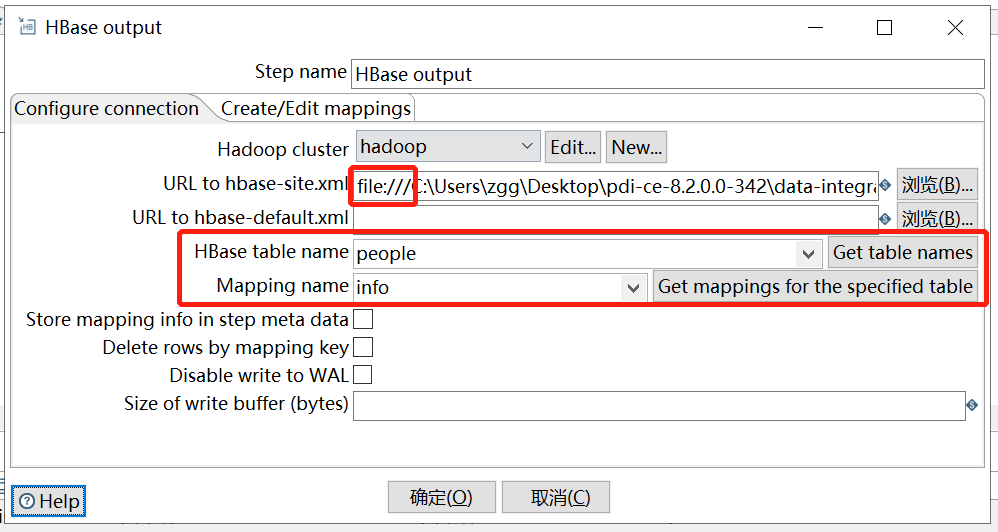 HBase output
Step name HBase output
Configure connection Create/Edit mappings
Hadoop cluster hadoop Edit... New...
URL to hbase-site.xml file:///C:\Users\zgg\Desktop\pdi-ce-8.2.0.0-342\data-integra 浏览(B)...
URL to hbase-default.xml 浏览(B)...
HBase table name people Get table names
Mapping name info Get mappings for the specified table
Store mapping info in step meta data
Delete rows by mapping key
Disable write to WAL
Size of write buffer (bytes)
Help 确定(O) 取消(C)